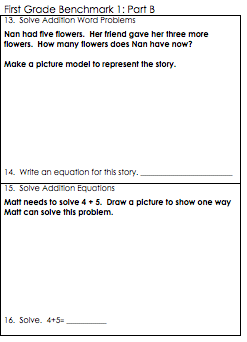 First Grade Benchmark 1: Part B
13. Solve Addition Word Problems
Nan had five flowers. Her friend gave her three more
flowers. How many flowers does Nan have now?
Make a picture model to represent the story.
14. Write an equation for this story. ____________________
15. Solve Addition Equations
Matt needs to solve 4 + 5. Draw a picture to show one way
Matt can solve this problem.
16. Solve. 4+5= __________